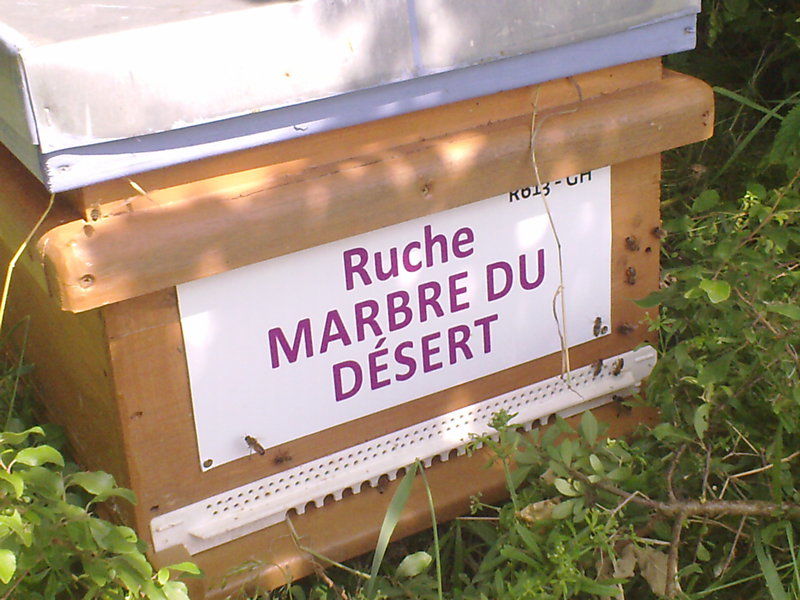 R613 - GH
Ruche
MARBRE DU
DÉSERT